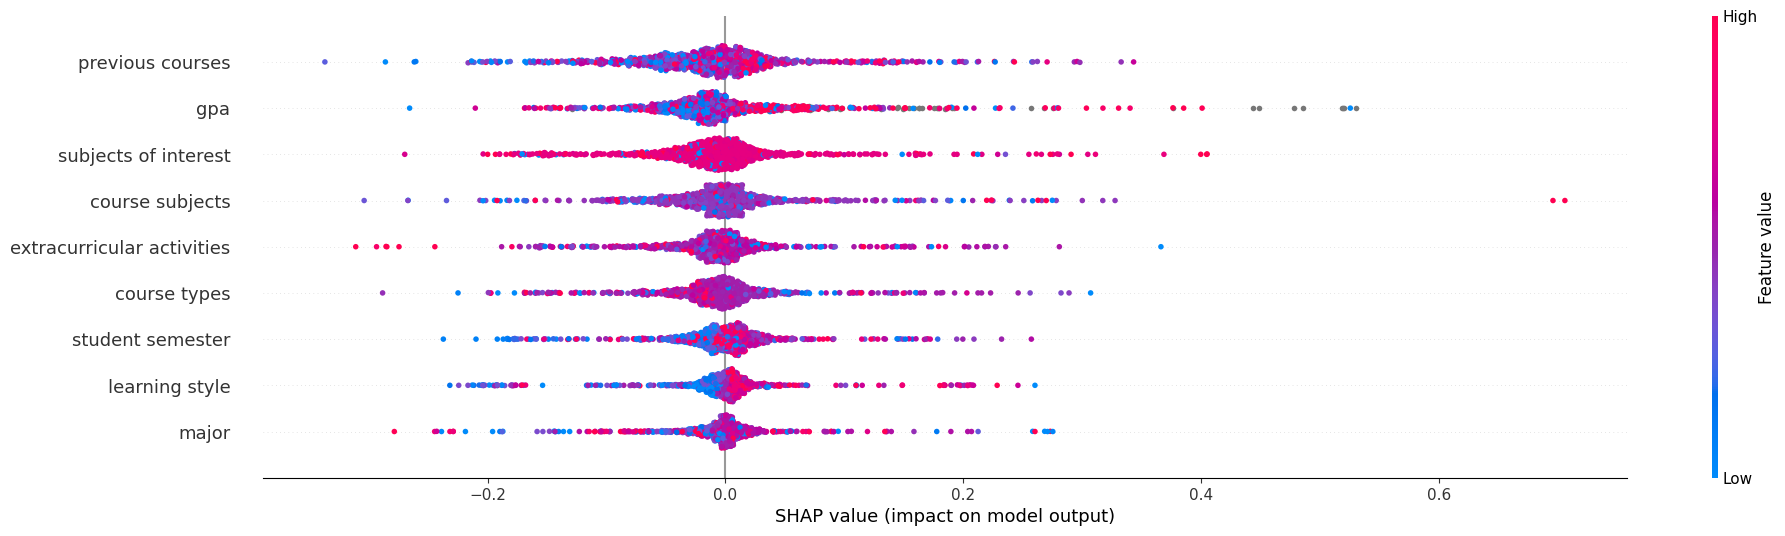 High
previous courses
gpa
subjects of interest
course subjects
extracurricular activities
course types
student semester
learning style
major
Feature value
Low
−0.2
0.0
0.2
0.4
0.6
SHAP value (impact on model output)